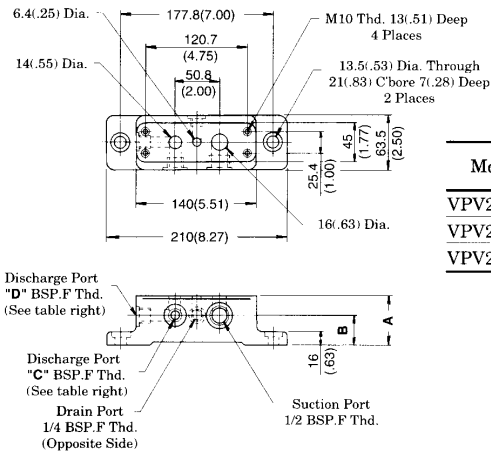 6.4(.25) Dia.
177.8(7.00)
M10 Thd. 13(.51) Deep
4 Places
120.7
(4.75)
14(.55) Dia.
50.8
(2.00)
13.5(.53) Dia. Through
21(.83) C'bore 7(.28) Deep
2 Places
45
(1.77)
63.5
(2.50)
25.4
(1.00)
140(5.51)
16(.63) Dia.
210(8.27)
Mo
VPV2
VPV2
VPV2
Discharge Port
"D" BSP.F Thd.
(See table right)
B
A
16
(.63)
Discharge Port
"C" BSP.F Thd.
(See table right)
Drain Port
1/4 BSP.F Thd.
(Opposite Side)
Suction Port
1/2 BSP.F Thd.